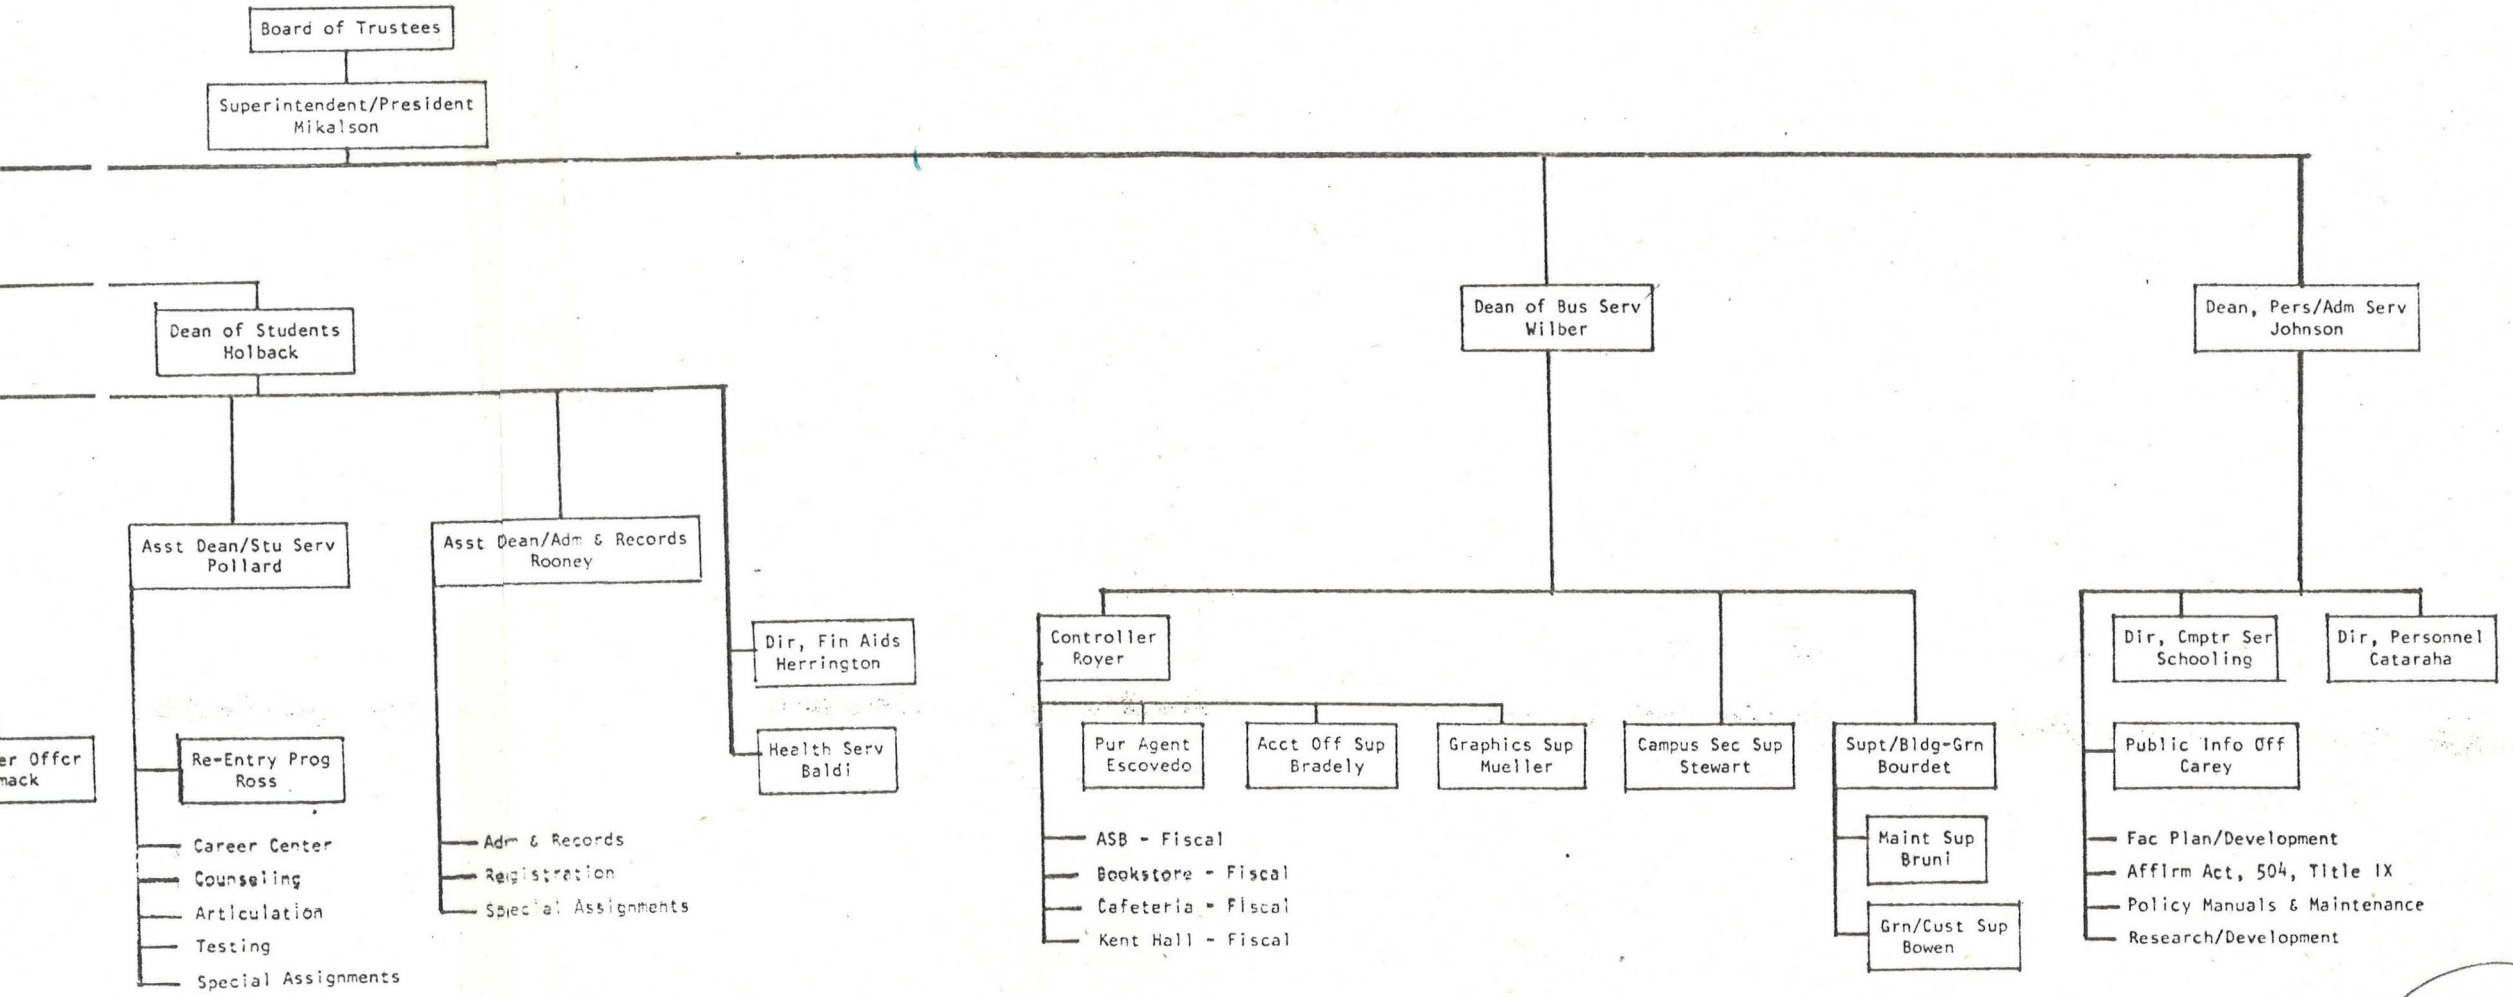 Board of Trustees
Superintendent/President
Mikalson
Dean of Students
Holback
Dean of Bus Serv
Wilber
Dean, Pers/Adm Serv
Johnson
Asst Dean/Stu Serv
Pollard
Asst Dean/Adm & Records
Rooney
Dir, Fin Aids
Herrington
Health Serv
Baldi
er Offcr
mack
Re-Entry Prog
Ross
Career Center
Counseling
Articulation
Testing
Special Assignments
Adm & Records
Registration
Special Assignments
Controller
Royer
Pur Agent
Escovedo
Acct Off Sup
Bradely
Graphics Sup
Mueller
Campus Sec Sup
Stewart
Supt/Bldg-Grn
Bourdet
Maint Sup
Bruni
Grn/Cust Sup
Bowen
ASB - Fiscal
Bookstore - Fiscal
Cafeteria - Fiscal
Kent Hall - Fiscal
Dir, Cmptr Ser
Schooling
Dir, Personnel
Cataraha
Public Info Off
Carey
Fac Plan/Development
Affirm Act, 504, Title IX
Policy Manuals & Maintenance
Research/Development